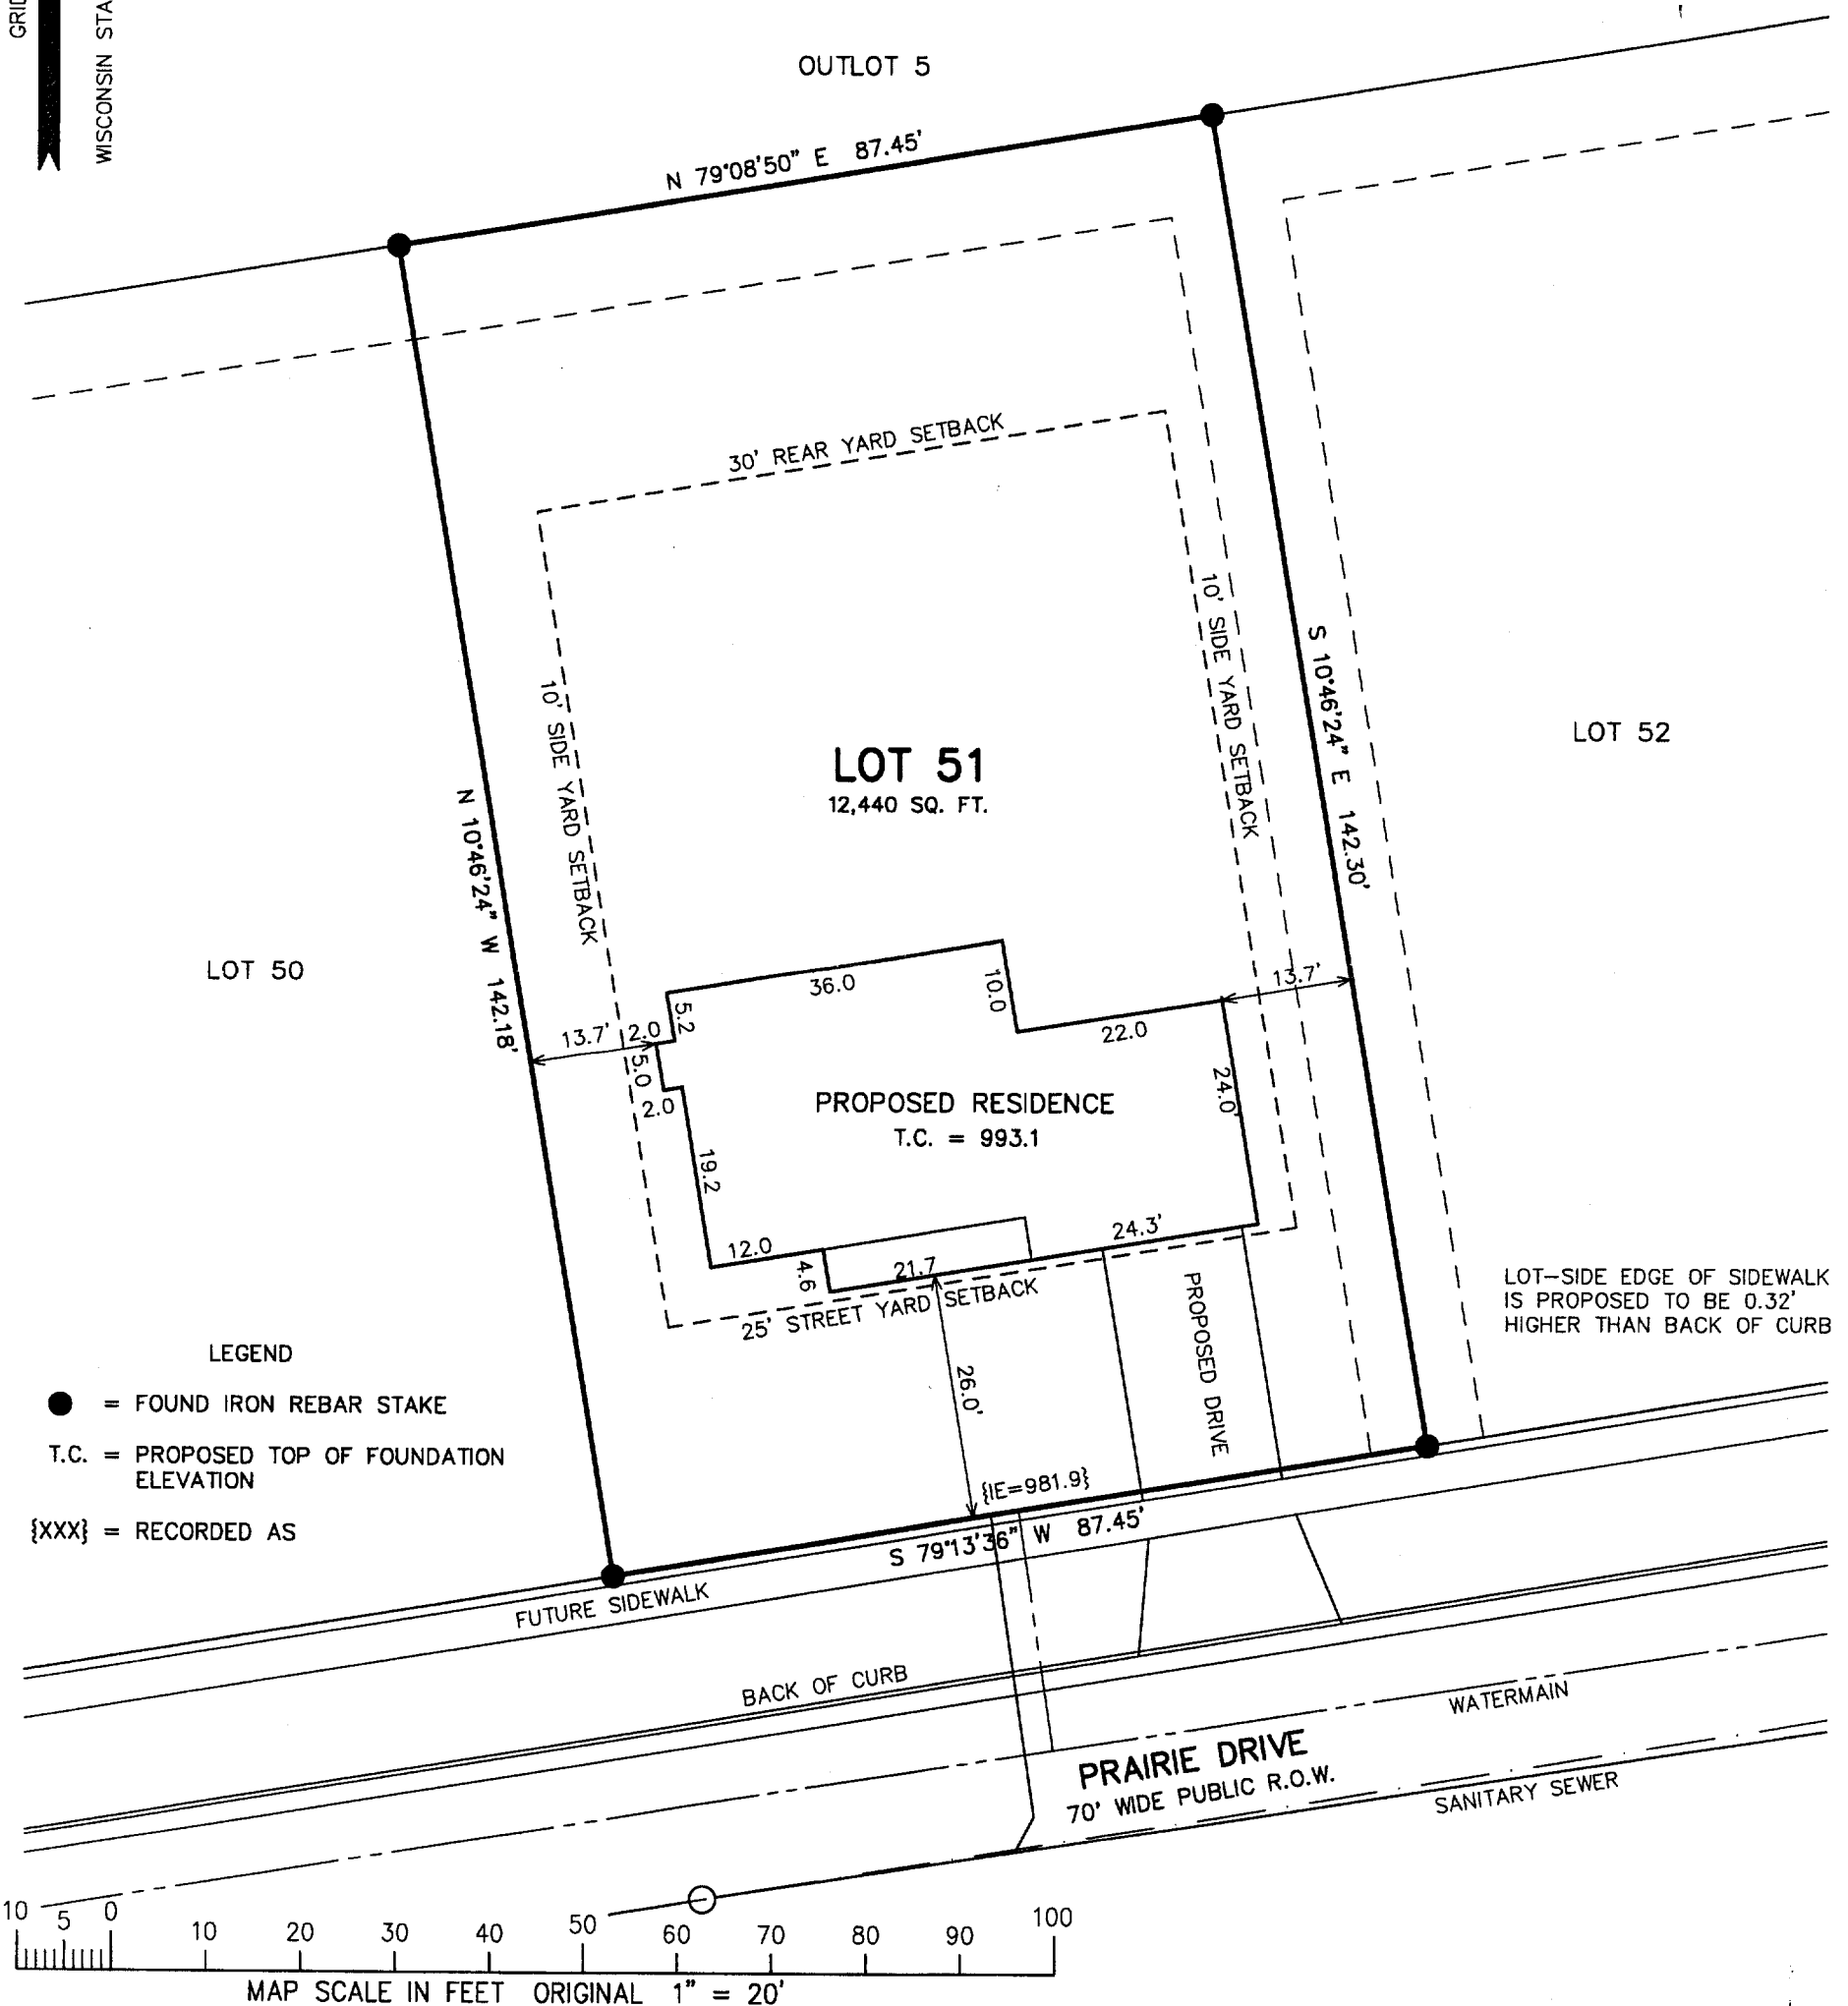 GRID
WISCONSIN STA
OUTLOT 5
N 79°08'50" E 87.45'
30' REAR YARD SETBACK
10' SIDE YARD SETBACK
10' SIDE YARD SETBACK
S 10°46'24" E 142.30'
LOT 52
LOT 51
12,440 SQ. FT.
N 10°46'24" W 142.18'
LOT 50
36.0
10.0
13.7'
5.2
22.0
13.7'
2.0
5.0
2.0
24.0'
PROPOSED RESIDENCE
T.C. = 993.1
19.2
12.0
24.3'
4.6
21.7
25' STREET YARD SETBACK
PROPOSED DRIVE
LOT-SIDE EDGE OF SIDEWALK
IS PROPOSED TO BE 0.32'
HIGHER THAN BACK OF CURB
26.0'
LEGEND
= FOUND IRON REBAR STAKE
T.C. = PROPOSED TOP OF FOUNDATION
ELEVATION
{XXX} = RECORDED AS
{IE=981.9}
S 79°13'36" W 87.45'
FUTURE SIDEWALK
BACK OF CURB
WATERMAIN
PRAIRIE DRIVE
70' WIDE PUBLIC R.O.W.
SANITARY SEWER
10 5 0 10 20 30 40 50 60 70 80 90 100
MAP SCALE IN FEET ORIGINAL 1" = 20'